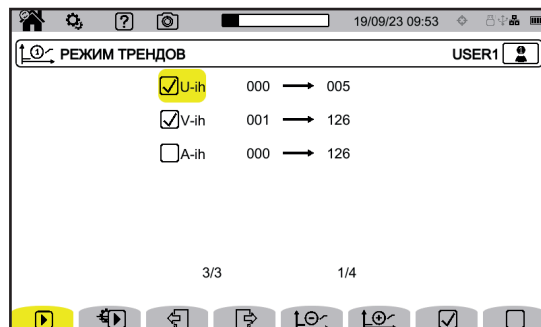 19/09/23 09:53
РЕЖИМ ТРЕНДОВ USER1
U-ih 000 → 005
V-ih 001 → 126
A-ih 000 → 126
3/3 1/4